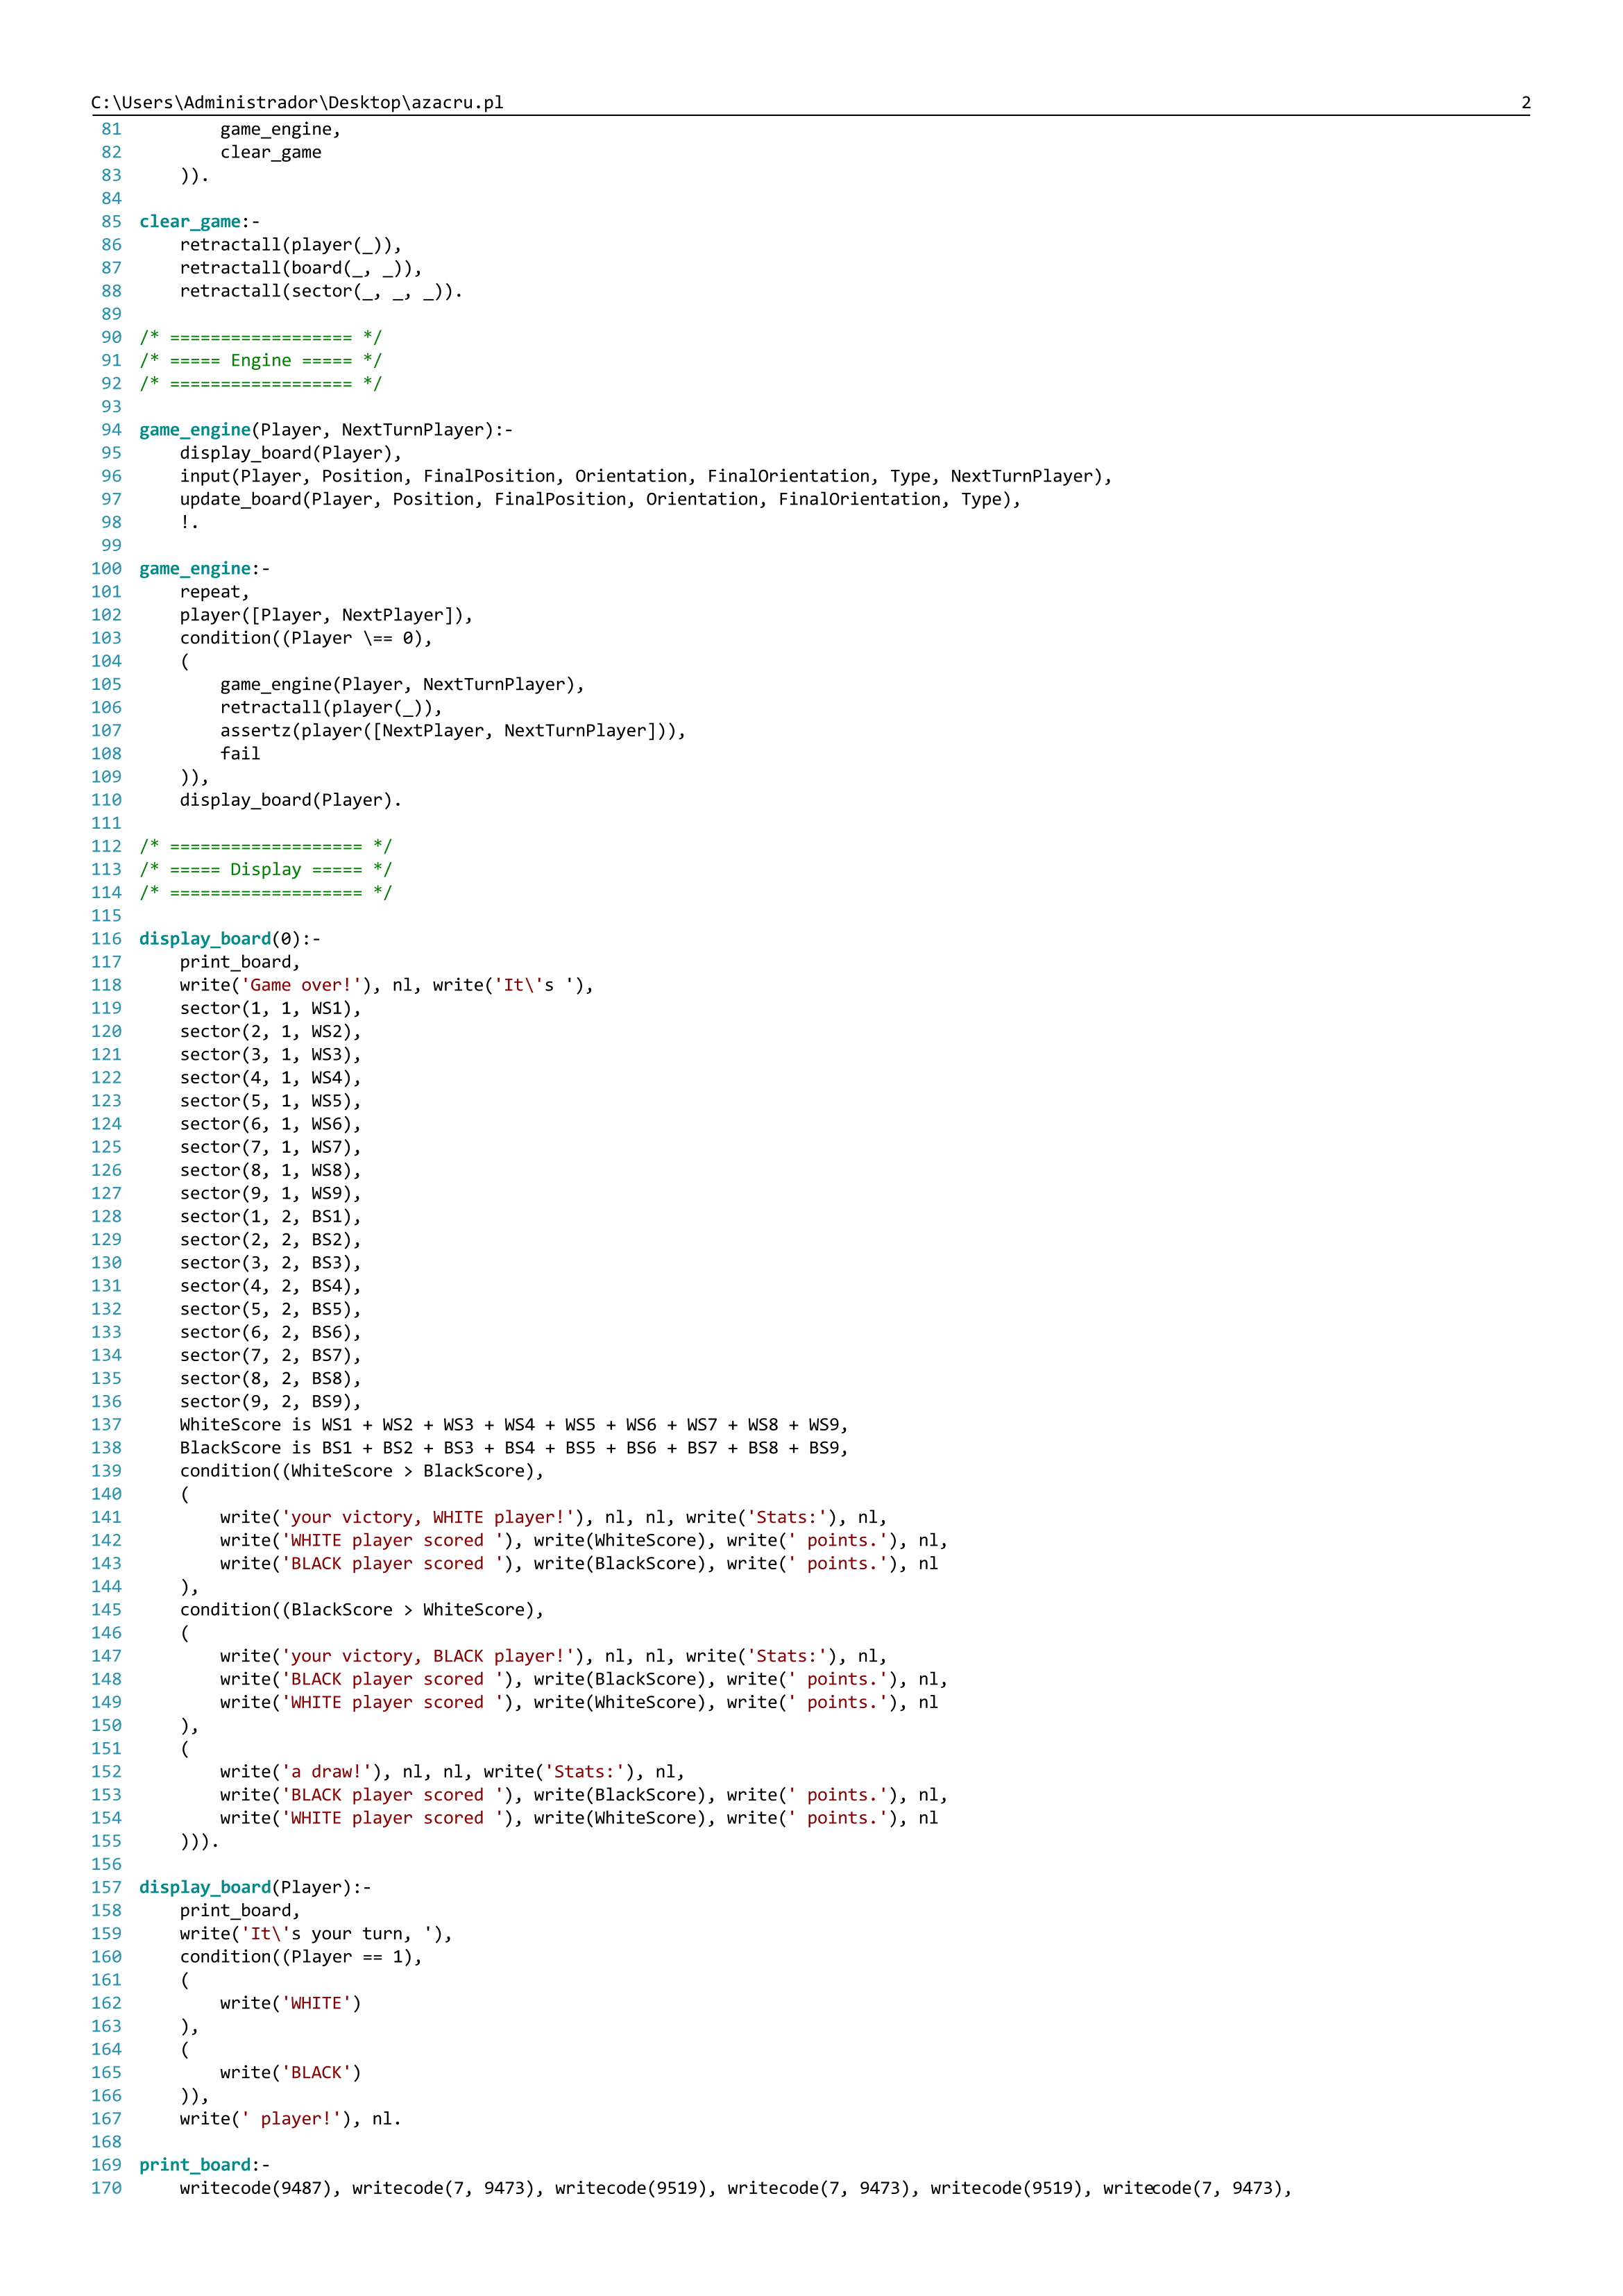 C:\Users\Administrador\Desktop\azacru.pl 2
81         game_engine,
82         clear_game
83     )).
84
85 clear_game:-
86     retractall(player(_)),
87     retractall(board(_, _)),
88     retractall(sector(_, _, _)).
89
90 /* ================== */
91 /* ===== Engine ===== */
92 /* ================== */
93
94 game_engine(Player, NextTurnPlayer):-
95     display_board(Player),
96     input(Player, Position, FinalPosition, Orientation, FinalOrientation, Type, NextTurnPlayer),
97     update_board(Player, Position, FinalPosition, Orientation, FinalOrientation, Type),
98     !.
99
100 game_engine:-
101     repeat,
102     player([Player, NextPlayer]),
103     condition((Player \== 0),
104     (
105         game_engine(Player, NextTurnPlayer),
106         retractall(player(_)),
107         assertz(player([NextPlayer, NextTurnPlayer])),
108         fail
109     )),
110     display_board(Player).
111
112 /* =================== */
113 /* ===== Display ===== */
114 /* =================== */
115
116 display_board(0):-
117     print_board,
118     write('Game over!'), nl, write('It\'s '),
119     sector(1, 1, WS1),
120     sector(2, 1, WS2),
121     sector(3, 1, WS3),
122     sector(4, 1, WS4),
123     sector(5, 1, WS5),
124     sector(6, 1, WS6),
125     sector(7, 1, WS7),
126     sector(8, 1, WS8),
127     sector(9, 1, WS9),
128     sector(1, 2, BS1),
129     sector(2, 2, BS2),
130     sector(3, 2, BS3),
131     sector(4, 2, BS4),
132     sector(5, 2, BS5),
133     sector(6, 2, BS6),
134     sector(7, 2, BS7),
135     sector(8, 2, BS8),
136     sector(9, 2, BS9),
137     WhiteScore is WS1 + WS2 + WS3 + WS4 + WS5 + WS6 + WS7 + WS8 + WS9,
138     BlackScore is BS1 + BS2 + BS3 + BS4 + BS5 + BS6 + BS7 + BS8 + BS9,
139     condition((WhiteScore > BlackScore),
140     (
141         write('your victory, WHITE player!'), nl, nl, write('Stats:'), nl,
142         write('WHITE player scored '), write(WhiteScore), write(' points.'), nl,
143         write('BLACK player scored '), write(BlackScore), write(' points.'), nl
144     ),
145     condition((BlackScore > WhiteScore),
146     (
147         write('your victory, BLACK player!'), nl, nl, write('Stats:'), nl,
148         write('BLACK player scored '), write(BlackScore), write(' points.'), nl,
149         write('WHITE player scored '), write(WhiteScore), write(' points.'), nl
150     ),
151     (
152         write('a draw!'), nl, nl, write('Stats:'), nl,
153         write('BLACK player scored '), write(BlackScore), write(' points.'), nl,
154         write('WHITE player scored '), write(WhiteScore), write(' points.'), nl
155     ))).
156
157 display_board(Player):-
158     print_board,
159     write('It\'s your turn, '),
160     condition((Player == 1),
161     (
162         write('WHITE')
163     ),
164     (
165         write('BLACK')
166     )),
167     write(' player!'), nl.
168
169 print_board:-
170     writecode(9487), writecode(7, 9473), writecode(9519), writecode(7, 9473), writecode(9519), writecode(7, 9473),